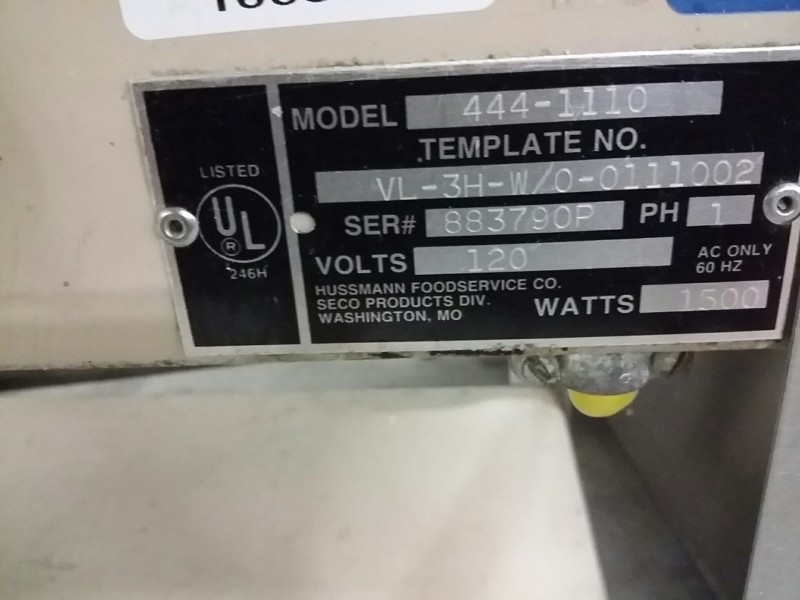 MODEL 444-1110
TEMPLATE NO.
VL-3H-W/O-0111002
SER# 883790P PH 1
VOLTS 120 AC ONLY
60 HZ
HUSSMANN FOODSERVICE CO.
SECO PRODUCTS DIV.
WASHINGTON, MO
WATTS 1500
LISTED
UL
®
246H